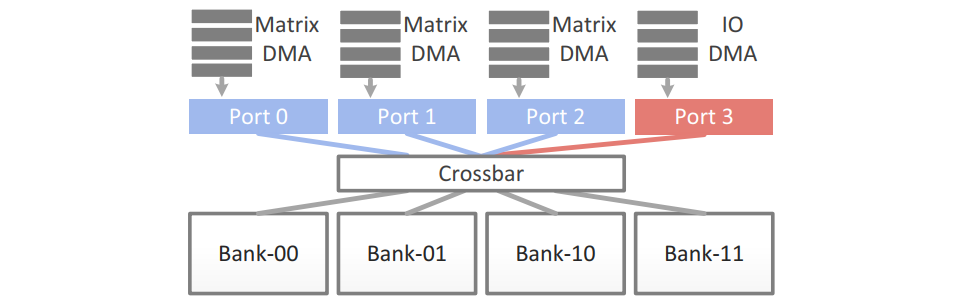 Matrix
DMA
Matrix
DMA
Matrix
DMA
IO
DMA
Port 0
Port 1
Port 2
Port 3
Crossbar
Bank-00
Bank-01
Bank-10
Bank-11